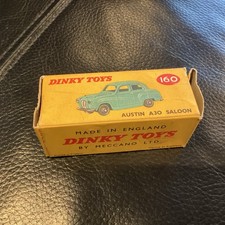 DINKY TOYS
160
AUSTIN A30 SALOON
MADE IN ENGLAND
DINKY TOYS
BY MECCANO LTD.